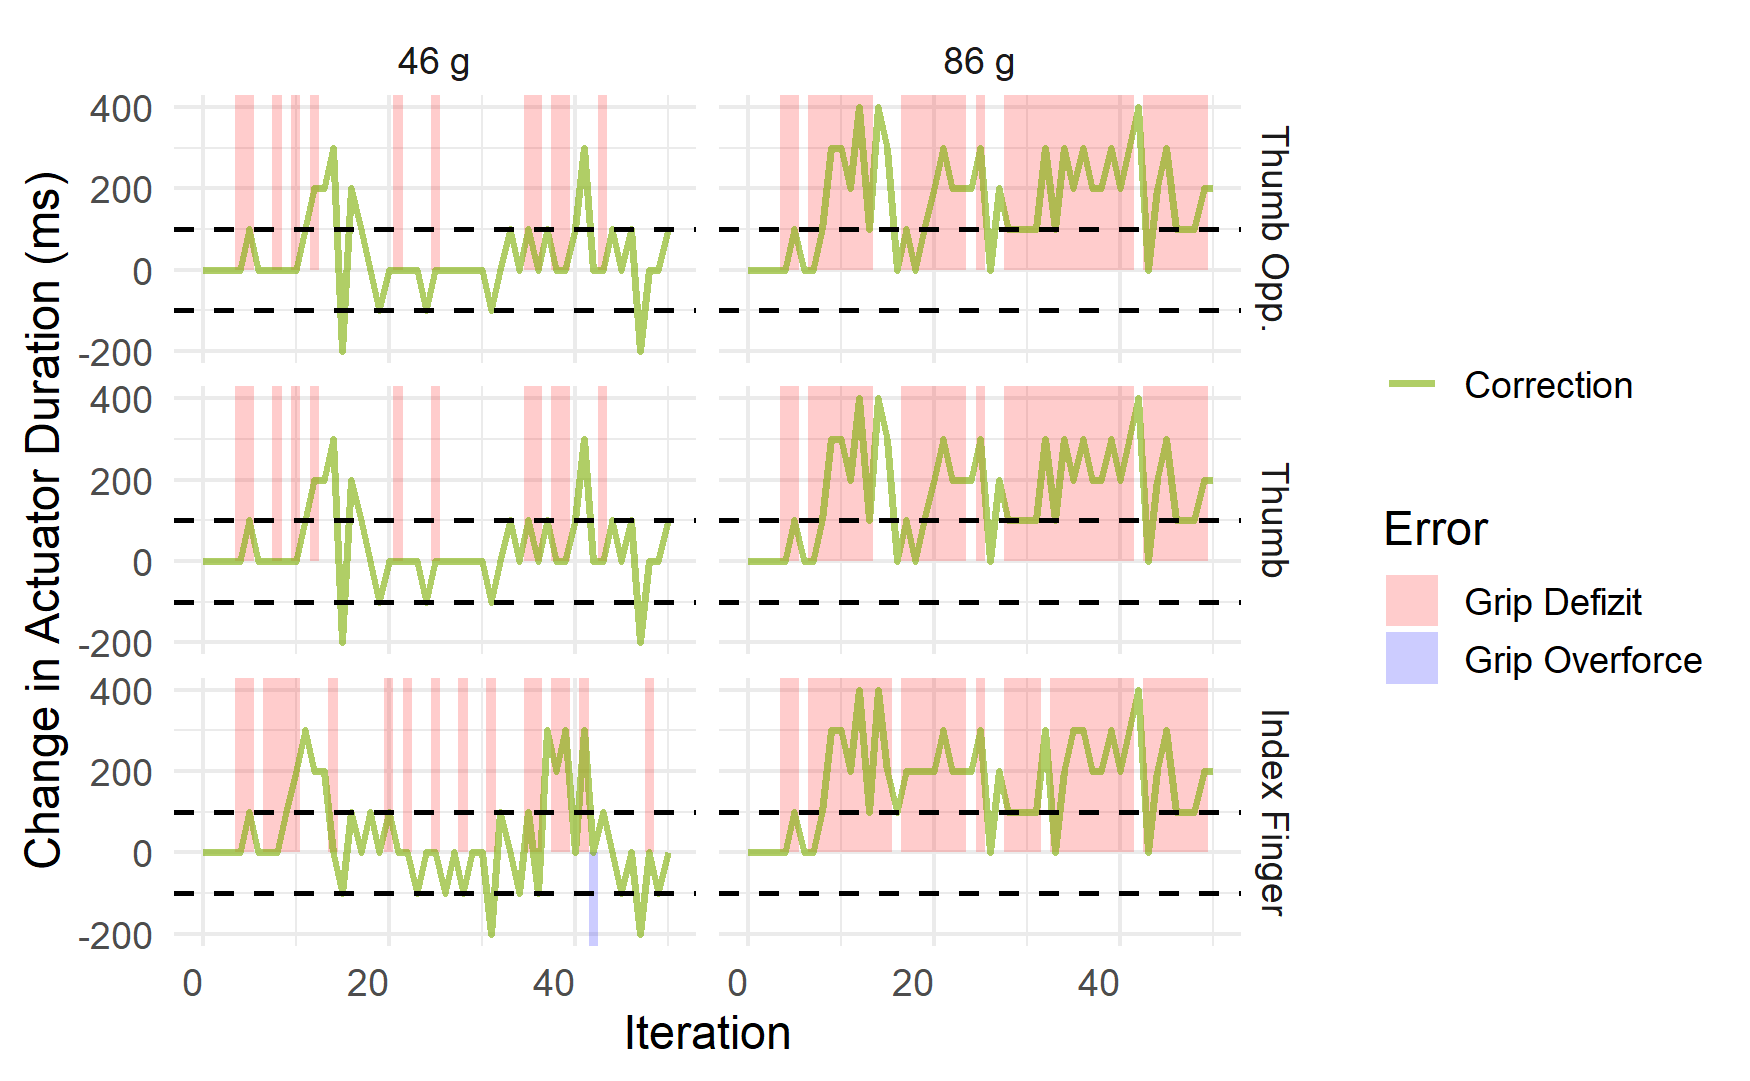 46 g
86 g
Change in Actuator Duration (ms)
400
200
0
-200
Thumb Opp.
400
200
0
-200
Thumb
400
200
0
-200
Index Finger
0
20
40
0
20
40
Iteration
Correction
Error
Grip Defizit
Grip Overforce